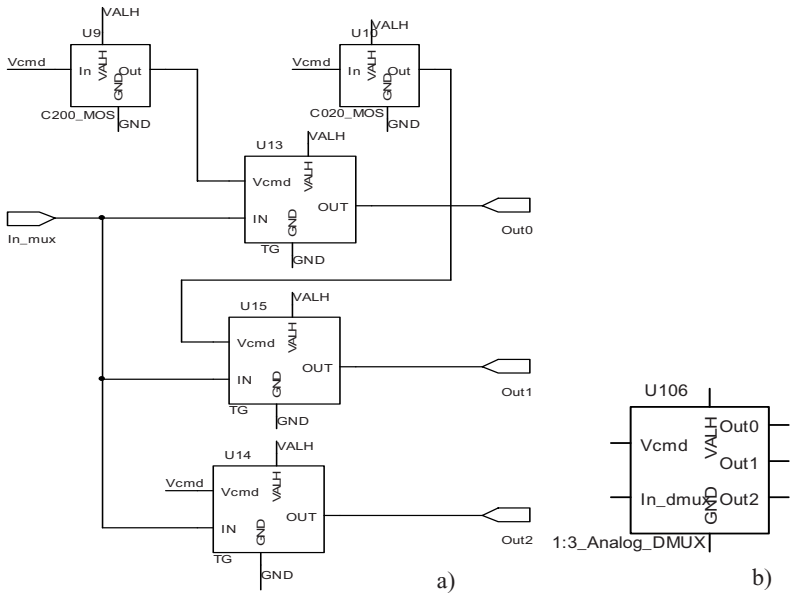 VALH
U9
Vcmd
In
VALH
Out
GND
C200_MOS
GND
VALH
U10
Vcmd
In
VALH
Out
GND
C020_MOS
GND
U13
VALH
Vcmd
VALH
OUT
IN
GND
TG
GND
In_mux
Out0
U15
VALH
Vcmd
VALH
OUT
IN
GND
TG
GND
Out1
U14
VALH
Vcmd
Vcmd
VALH
OUT
IN
GND
TG
GND
Out2
a)
U106
Vcmd
VALH
Out0
Out1
In_dmux
GND
Out2
1:3_Analog_DMUX
b)